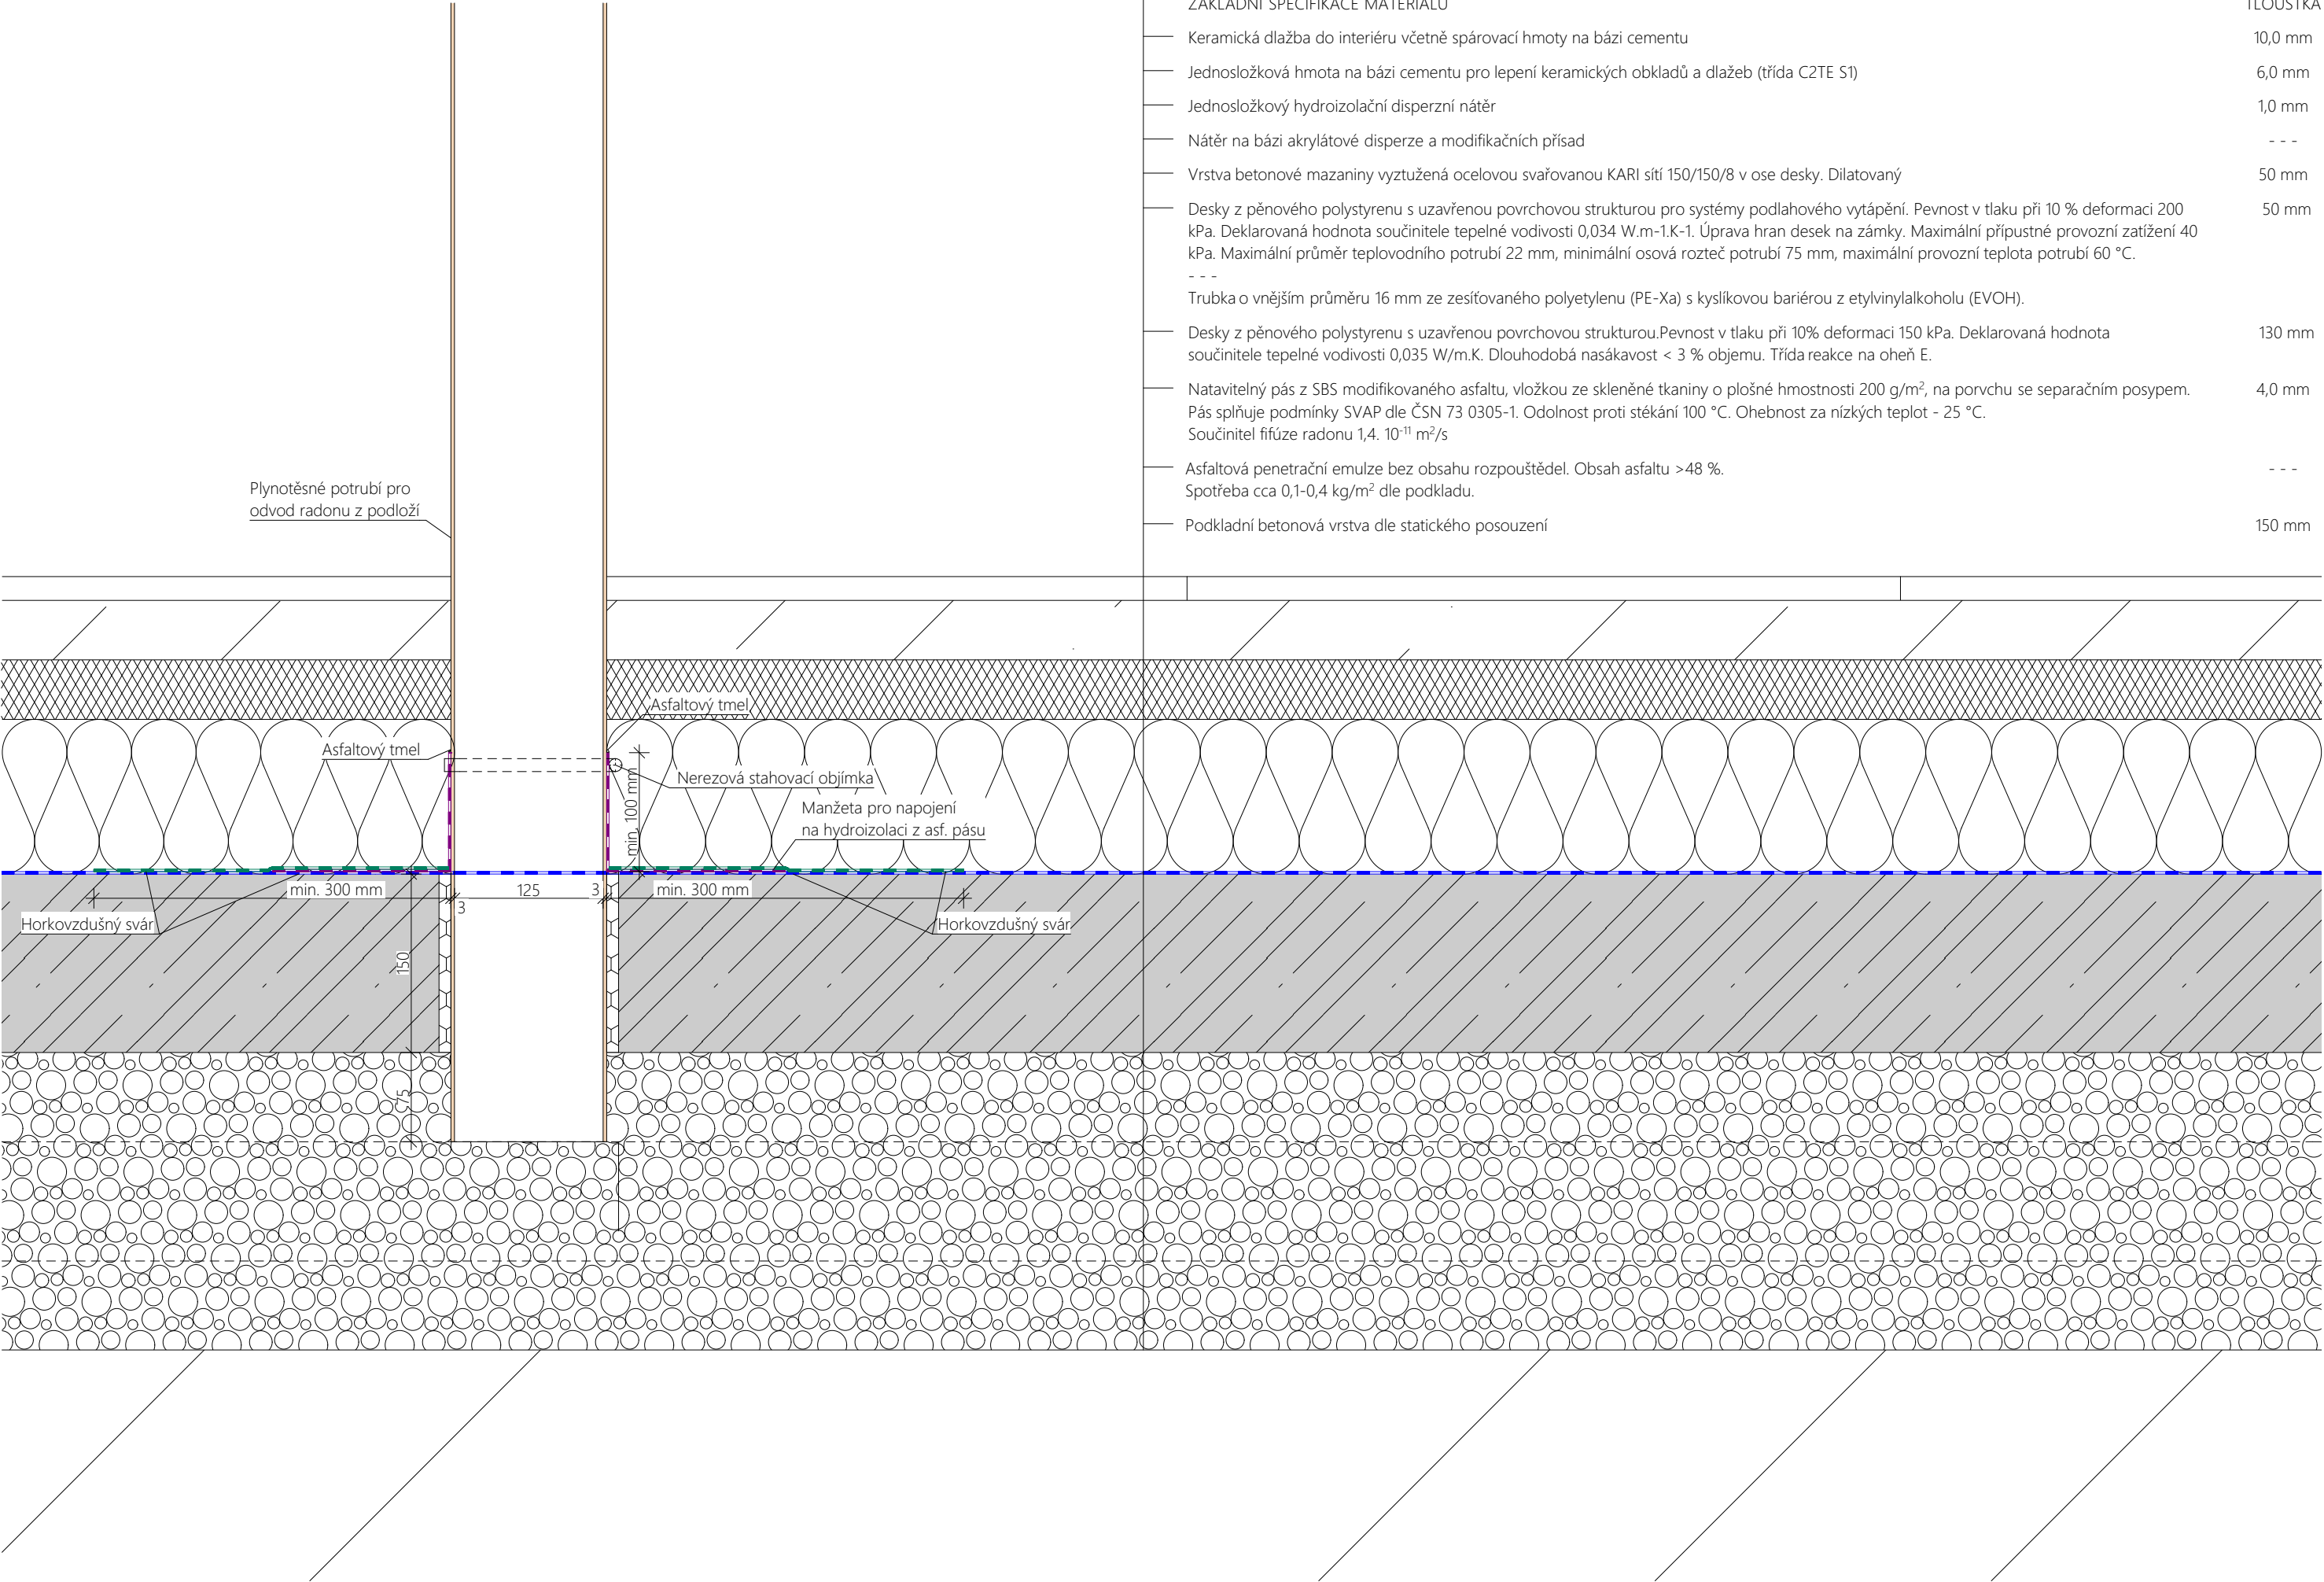 ZÁKLADNÍ SPECIFIKACE MATERIÁLU TLOUŠŤKA
Keramická dlažba do interiéru včetně spárovací hmoty na bázi cementu 10,0 mm
Jednosložková hmota na bázi cementu pro lepení keramických obkladů a dlažeb (třída C2TE S1) 6,0 mm
Jednosložkový hydroizolační disperzní nátěr 1,0 mm
Nátěr na bázi akrylátové disperze a modifikačních přísad - - -
Vrstva betonové mazaniny vyztužená ocelovou svařovanou KARI sítí 150/150/8 v ose desky. Dilatovaný 50 mm
Desky z pěnového polystyrenu s uzavřenou povrchovou strukturou pro systémy podlahového vytápění. Pevnost v tlaku při 10 % deformaci 200 50 mm
kPa. Deklarovaná hodnota součinitele tepelné vodivosti 0,034 W.m-1.K-1. Úprava hran desek na zámky. Maximální přípustné provozní zatížení 40
kPa. Maximální průměr teplovodního potrubí 22 mm, minimální osová rozteč potrubí 75 mm, maximální provozní teplota potrubí 60 °C.
- - -
Trubka o vnějším průměru 16 mm ze zesíťovaného polyetylenu (PE-Xa) s kyslíkovou bariérou z etylvinylalkoholu (EVOH).
Desky z pěnového polystyrenu s uzavřenou povrchovou strukturou.Pevnost v tlaku při 10% deformaci 150 kPa. Deklarovaná hodnota 130 mm
součinitele tepelné vodivosti 0,035 W/m.K. Dlouhodobá nasákavost < 3 % objemu. Třída reakce na oheň E.
Natavitelný pás z SBS modifikovaného asfaltu, vložkou ze skleněné tkaniny o plošné hmostnosti 200 g/m², na porvchu se separačním posypem. 4,0 mm
Pás splňuje podmínky SVAP dle ČSN 73 0305-1. Odolnost proti stékání 100 °C. Ohebnost za nízkých teplot - 25 °C.
Součinitel fifúze radonu 1,4. 10⁻¹¹ m²/s
Asfaltová penetrační emulze bez obsahu rozpouštědel. Obsah asfaltu >48 %. - - -
Spotřeba cca 0,1-0,4 kg/m² dle podkladu.
Podkladní betonová vrstva dle statického posouzení 150 mm
Plynotěsné potrubí pro
odvod radonu z podloží
Asfaltový tmel
Asfaltový tmel
Nerezová stahovací objímka
min. 100 mm
Manžeta pro napojení
na hydroizolaci z asf. pásu
min. 300 mm
125
3
min. 300 mm
3
Horkovzdušný svár
Horkovzdušný svár
150
75